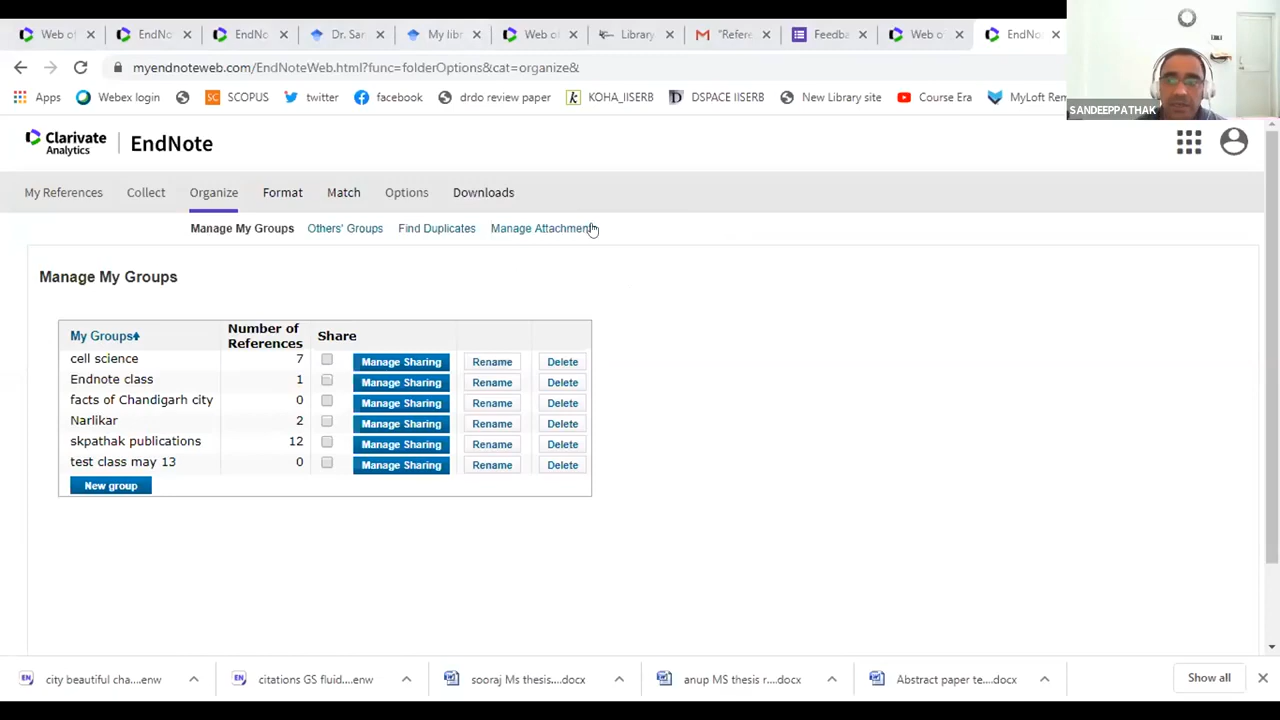 Web of
EndNo
EndNo
Dr. Sar
My libr
Web of
Library
"Refere
Feedba
Web of
EndNo
myendnoteweb.com/EndNoteWeb.html?func=folderOptions&cat=organize&
SANDEEPPATHAK
Apps
Webex login
SC SCOPUS
twitter
facebook
drdo review paper
k KOHA_IISERB
D DSPACE IISERB
New Library site
Course Era
MyLoft Rem
Clarivate
Analytics
EndNote
My References
Collect
Organize
Format
Match
Options
Downloads
Manage My Groups
Others' Groups
Find Duplicates
Manage Attachment
Manage My Groups
My Groups
Number of
References
Share
cell science 7 Manage Sharing Rename Delete
Endnote class 1 Manage Sharing Rename Delete
facts of Chandigarh city 0 Manage Sharing Rename Delete
Narlikar 2 Manage Sharing Rename Delete
skpathak publications 12 Manage Sharing Rename Delete
test class may 13 0 Manage Sharing Rename Delete
New group
EN city beautiful cha....enw
EN citations GS fluid....enw
sooraj Ms thesis....docx
anup MS thesis r....docx
Abstract paper te....docx
Show all